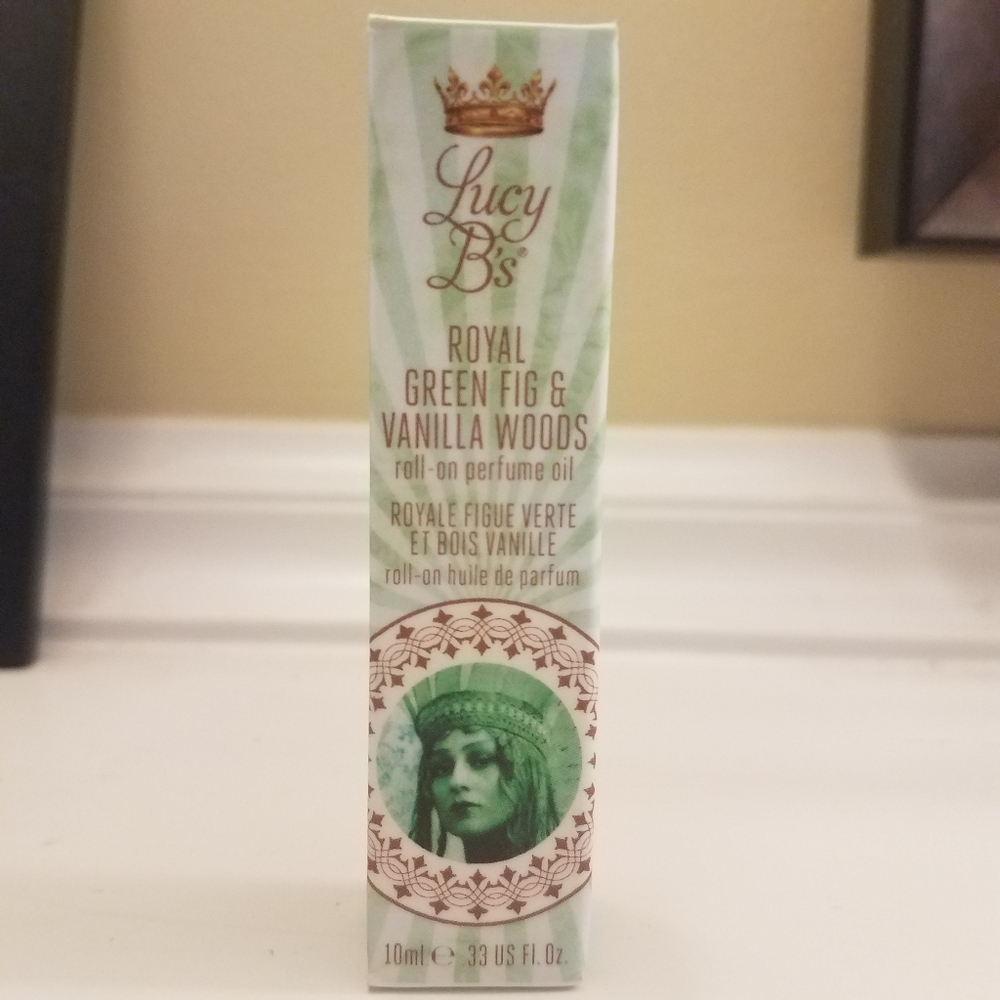 Lucy
B's®
ROYAL
GREEN FIG &
VANILLA WOODS
roll-on perfume oil
ROYALE FIGUE VERTE
ET BOIS VANILLE
roll-on huile de parfum
10ml ℮ .33 US Fl. Oz.